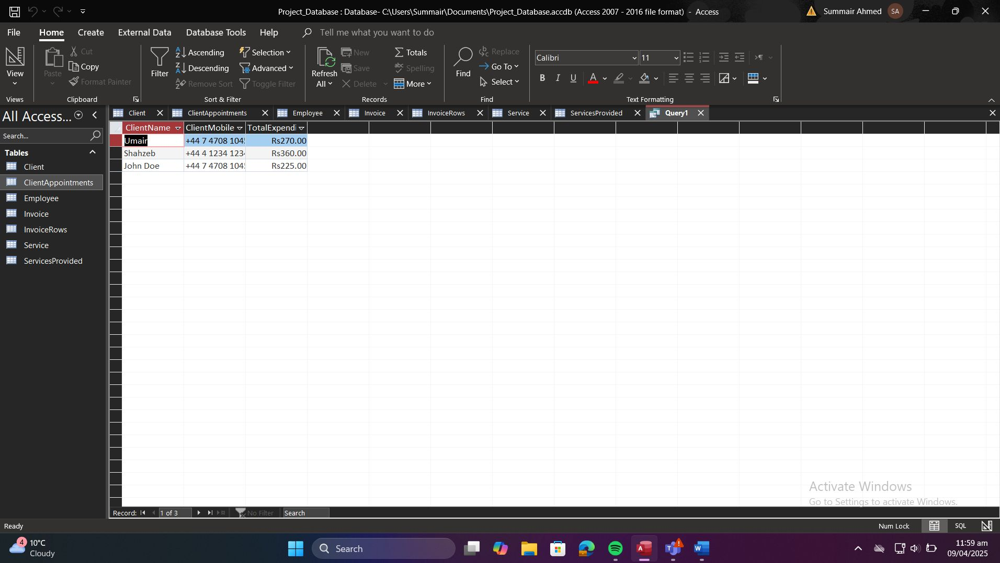 Project_Database : Database- C:\Users\Summair\Documents\Project_Database.accdb (Access 2007 - 2016 file format) - Access
Summair Ahmed
SA
File
Home
Create
External Data
Database Tools
Help
Tell me what you want to do
View
Paste
Cut
Copy
Format Painter
Filter
Ascending
Descending
Remove Sort
Selection
Advanced
Toggle Filter
Refresh
All
New
Save
Delete
Totals
Spelling
More
Find
Replace
Go To
Select
Calibri
11
B
I
U
A
Views
Clipboard
Sort & Filter
Records
Find
Text Formatting
All Access...
Search...
Tables
Client
ClientAppointments
Employee
Invoice
InvoiceRows
Service
ServicesProvided
Client
ClientAppointments
Employee
Invoice
InvoiceRows
Service
ServicesProvided
Query1
ClientName ClientMobile TotalExpendi
Umair +44 7 4708 104 Rs270.00
Shahzeb +44 4 1234 123 Rs360.00
John Doe +44 7 4708 104 Rs225.00
Activate Windows
Go to Settings to activate Windows.
Record:
1 of 3
No Filter
Search
Ready
Num Lock
SQL
4
10°C
Cloudy
Search
11:59 am
09/04/2025